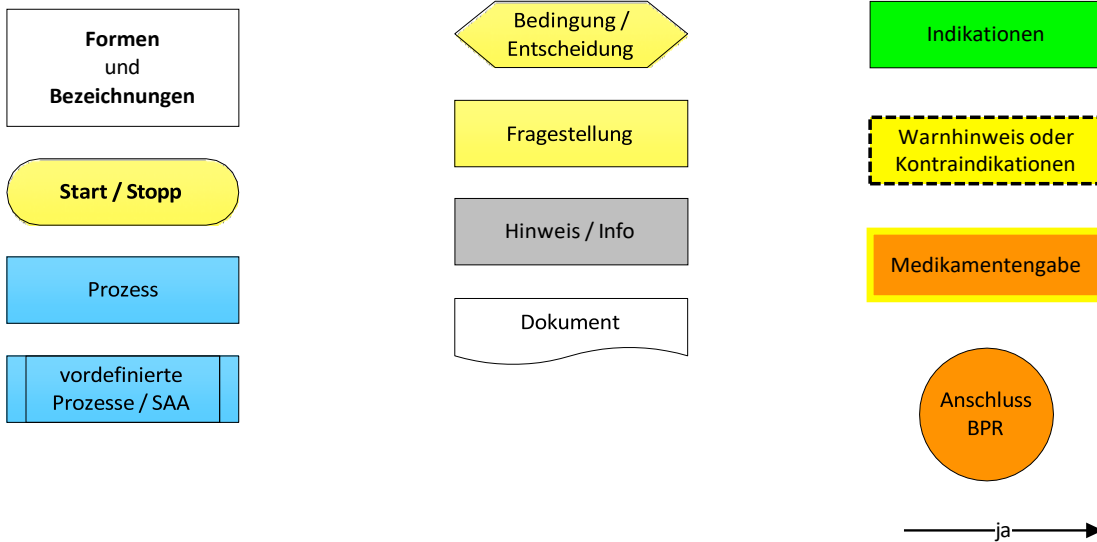 Formen
und
Bezeichnungen
Start / Stopp
Prozess
vordefinierte
Prozesse / SAA
Bedingung /
Entscheidung
Fragestellung
Hinweis / Info
Dokument
Indikationen
Warnhinweis oder
Kontraindikationen
Medikamentengabe
Anschluss
BPR
ja